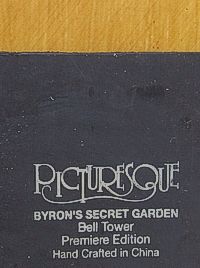 PICTURESQUE
BYRON'S SECRET GARDEN
Bell Tower
Premiere Edition
Hand Crafted in China